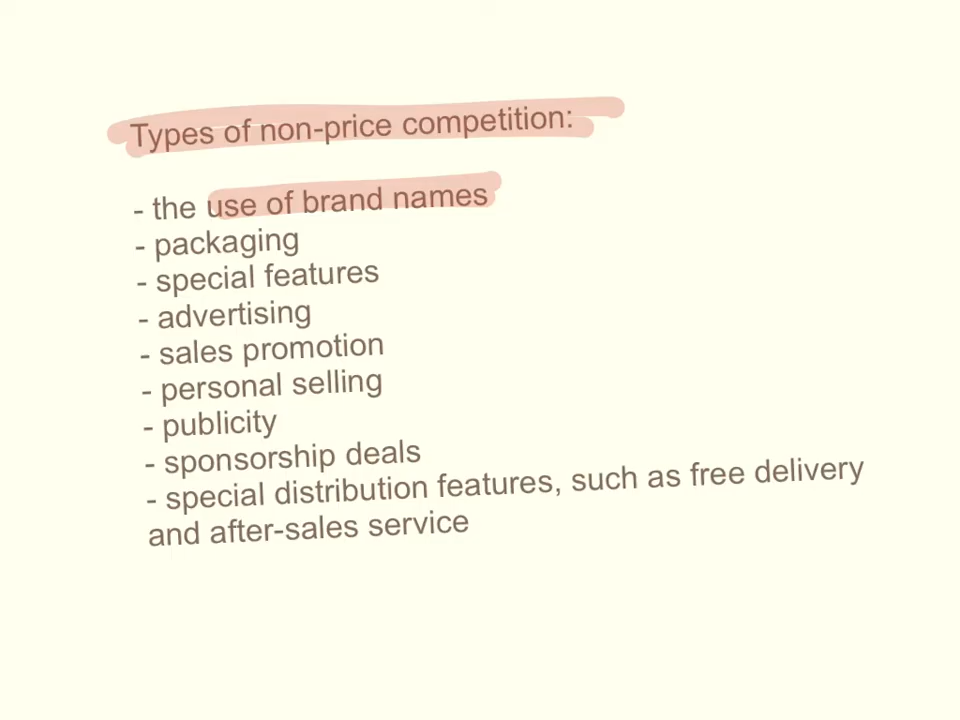 Types of non-price competition:
- the use of brand names
- packaging
- special features
- advertising
- sales promotion
- personal selling
- publicity
- sponsorship deals
- special distribution features, such as free delivery
and after-sales service